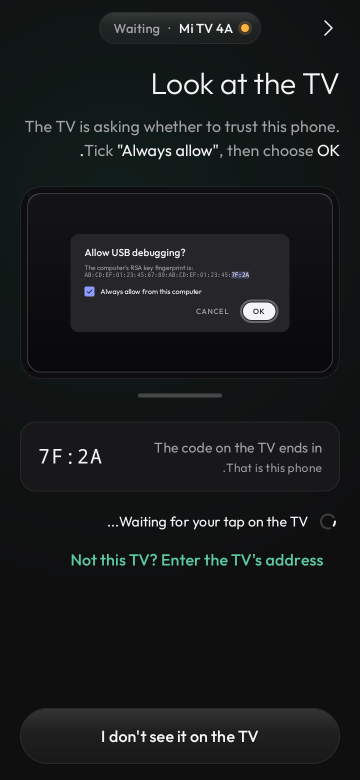 Waiting · Mi TV 4A
Look at the TV
The TV is asking whether to trust this phone.
.Tick "Always allow", then choose OK
Allow USB debugging?
The computer's RSA key fingerprint is:
AB:CD:EF:01:23:45:67:89:AB:CD:EF:01:23:45:7F:2A
Always allow from this computer
CANCEL OK
7F:2A
The code on the TV ends in
.That is this phone
...Waiting for your tap on the TV
Not this TV? Enter the TV's address
I don't see it on the TV